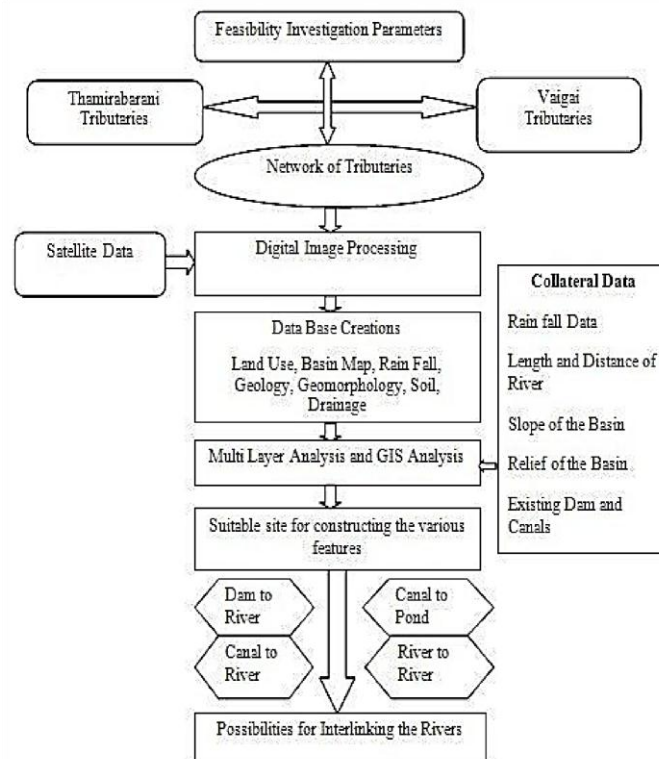 Feasibility Investigation Parameters
Thamirabarani
Tributaries
Vaigai
Tributaries
Network of Tributaries
Satellite Data
Digital Image Processing
Data Base Creations
Land Use, Basin Map, Rain Fall,
Geology, Geomorphology, Soil,
Drainage
Collateral Data
Rain fall Data
Length and Distance of
River
Slope of the Basin
Relief of the Basin
Existing Dam and
Canals
Multi Layer Analysis and GIS Analysis
Suitable site for constructing the various
features
Dam to
River
Canal to
Pond
Canal to
River
River to
River
Possibilities for Interlinking the Rivers